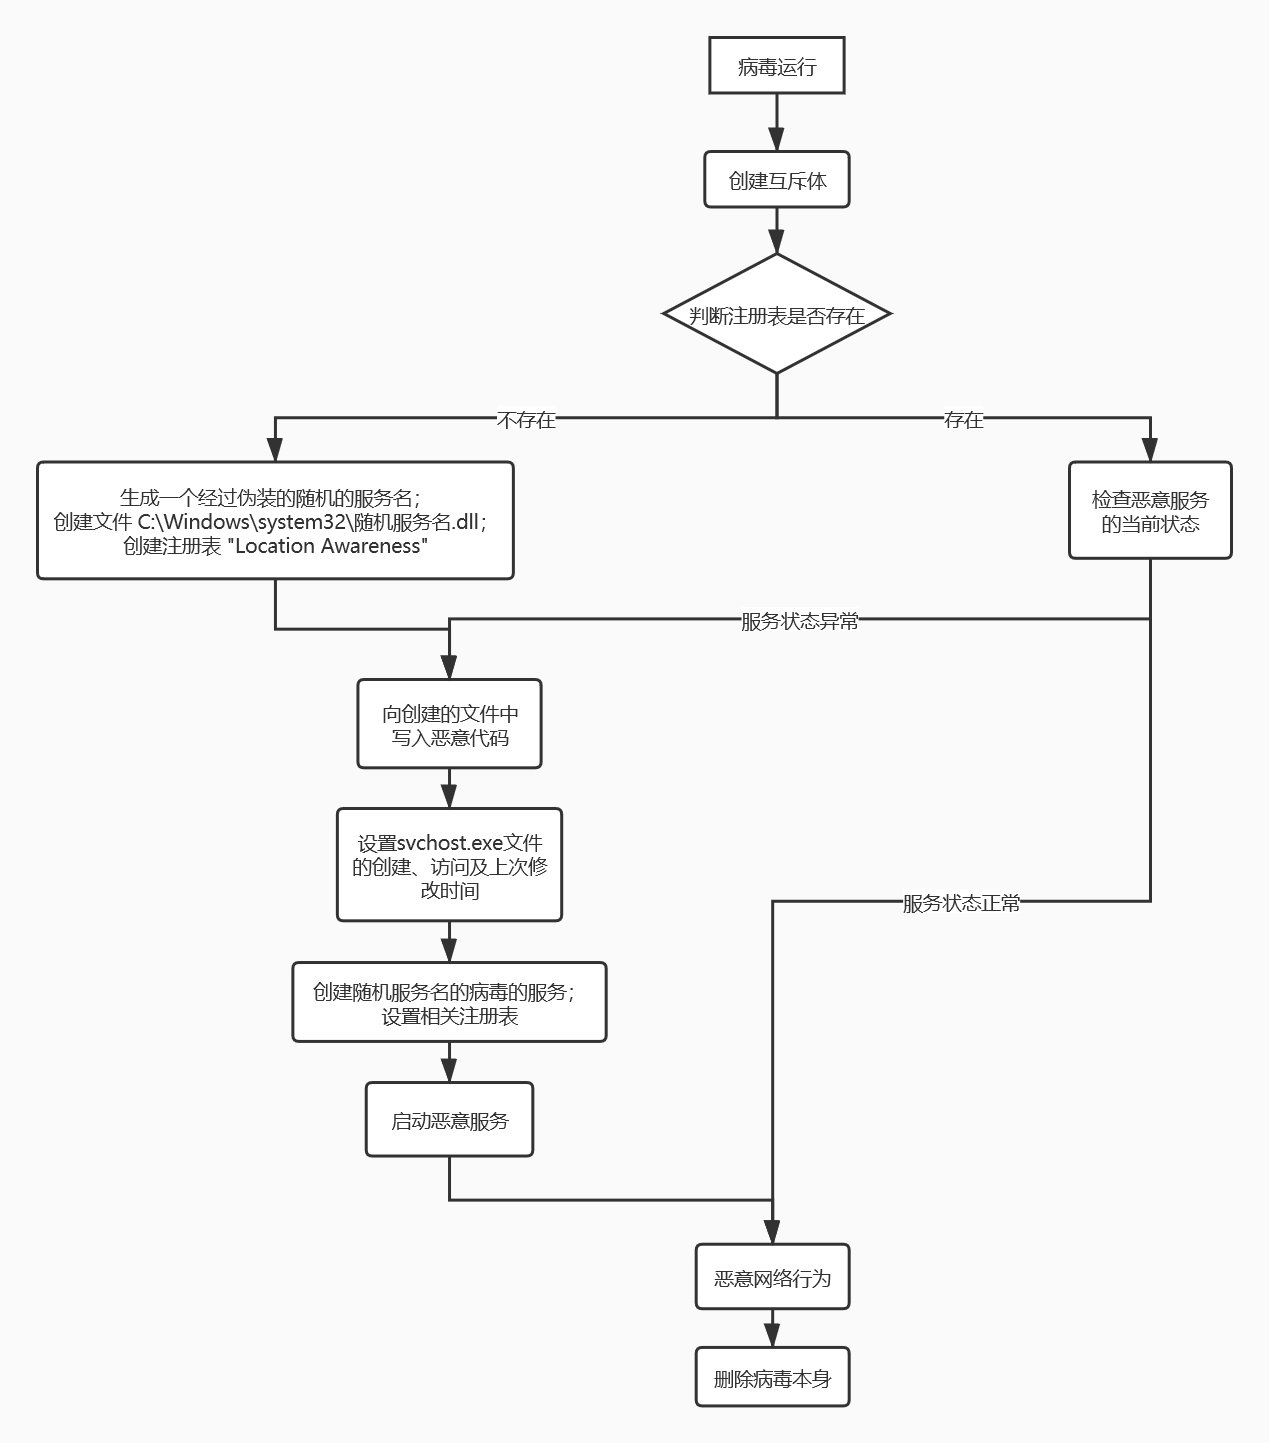 病毒运行
创建互斥体
判断注册表是否存在
不存在
存在
生成一个经过伪装的随机的服务名；
创建文件 C:\Windows\system32\随机服务名.dll；
创建注册表 "Location Awareness"
检查恶意服务
的当前状态
服务状态异常
向创建的文件中
写入恶意代码
设置svchost.exe文件
的创建、访问及上次修
改时间
服务状态正常
创建随机服务名的病毒的服务；
设置相关注册表
启动恶意服务
恶意网络行为
删除病毒本身